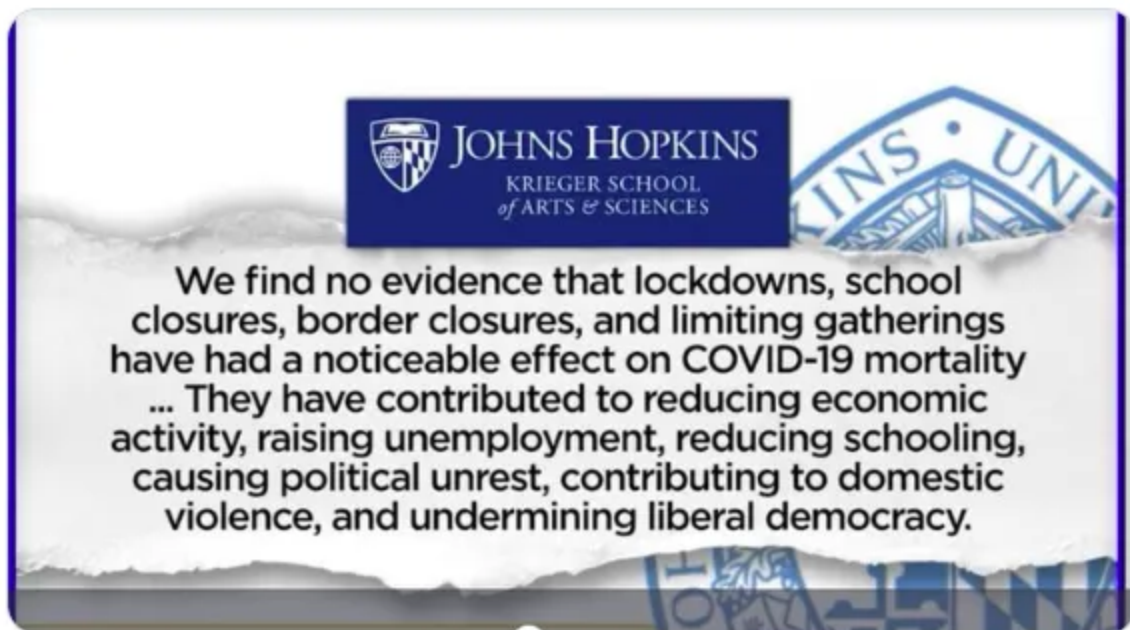 JOHNS HOPKINS
KRIEGER SCHOOL
of ARTS & SCIENCES
KINS • UNI
We find no evidence that lockdowns, school
closures, border closures, and limiting gatherings
have had a noticeable effect on COVID-19 mortality
... They have contributed to reducing economic
activity, raising unemployment, reducing schooling,
causing political unrest, contributing to domestic
violence, and undermining liberal democracy.